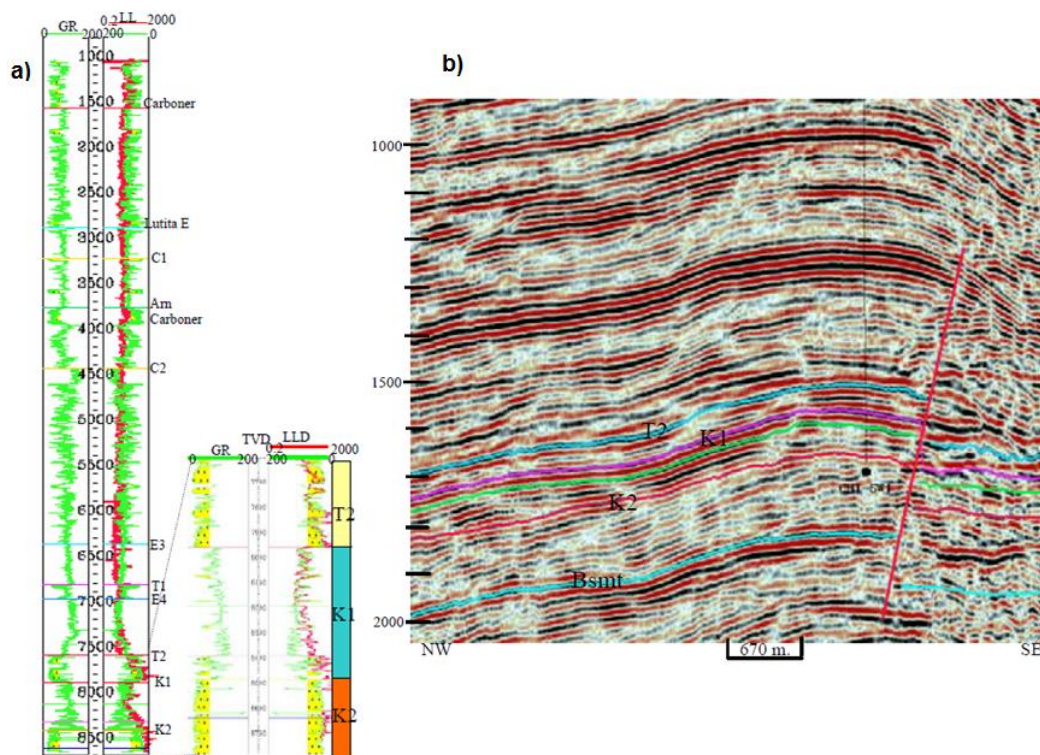 a)
GR
0.2 LL 2000
0 200 200 0
1000
1500
Carboner
2000
2500
Lutita E
3000
C1
3500
Arn
Carboner
4000
C2
4500
5000
5500
6000
E3
6500
T1
7000
E4
7500
T2
K1
8000
K2
8500
GR TVD LLD
0.2 2000
0 200 200 0
T2
K1
K2
b)
1000
1500
2000
T2
K1
K2
Bsmt
NW
670 m.
SE